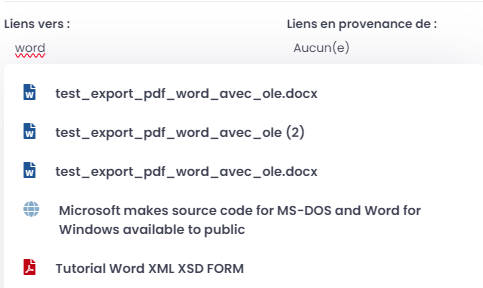 Liens vers :
Liens en provenance de :
word
Aucun(e)
test_export_pdf_word_avec_ole.docx
test_export_pdf_word_avec_ole (2)
test_export_pdf_word_avec_ole.docx
Microsoft makes source code for MS-DOS and Word for
Windows available to public
Tutorial Word XML XSD FORM